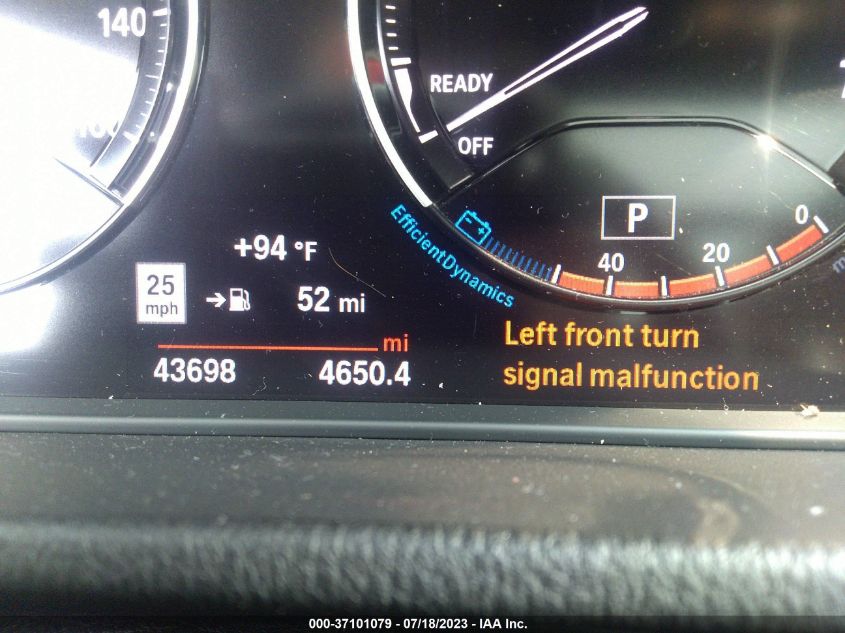 140
160
READY
OFF
P
0
20
40
EfficientDynamics
+94 °F
25
mph
52 mi
mi
43698
4650.4
Left front turn
signal malfunction
000-37101079 - 07/18/2023 - IAA Inc.